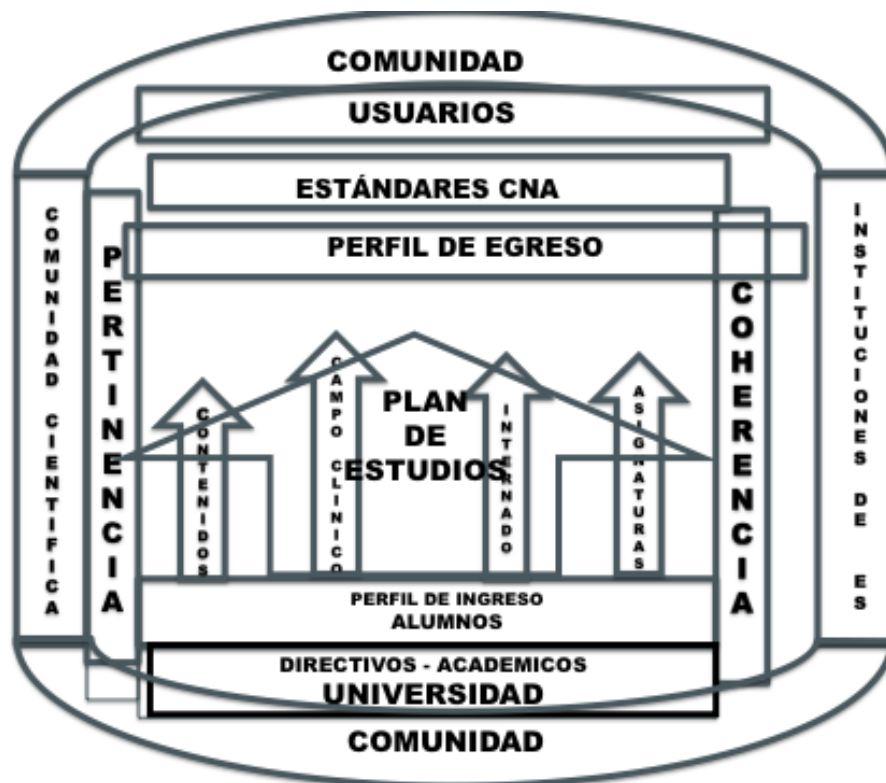 COMUNIDAD
USUARIOS
ESTÁNDARES CNA
PERFIL DE EGRESO
COMUNIDAD CIENTIFICA
PERTINENCIA
CONTENIDOS
CAMPO CLINICO
PLAN
DE
ESTUDIOS
INTERNADO
ASIGNATURAS
COHERENCIA
INSTITUCIONES DE ES
PERFIL DE INGRESO
ALUMNOS
DIRECTIVOS - ACADEMICOS
UNIVERSIDAD
COMUNIDAD